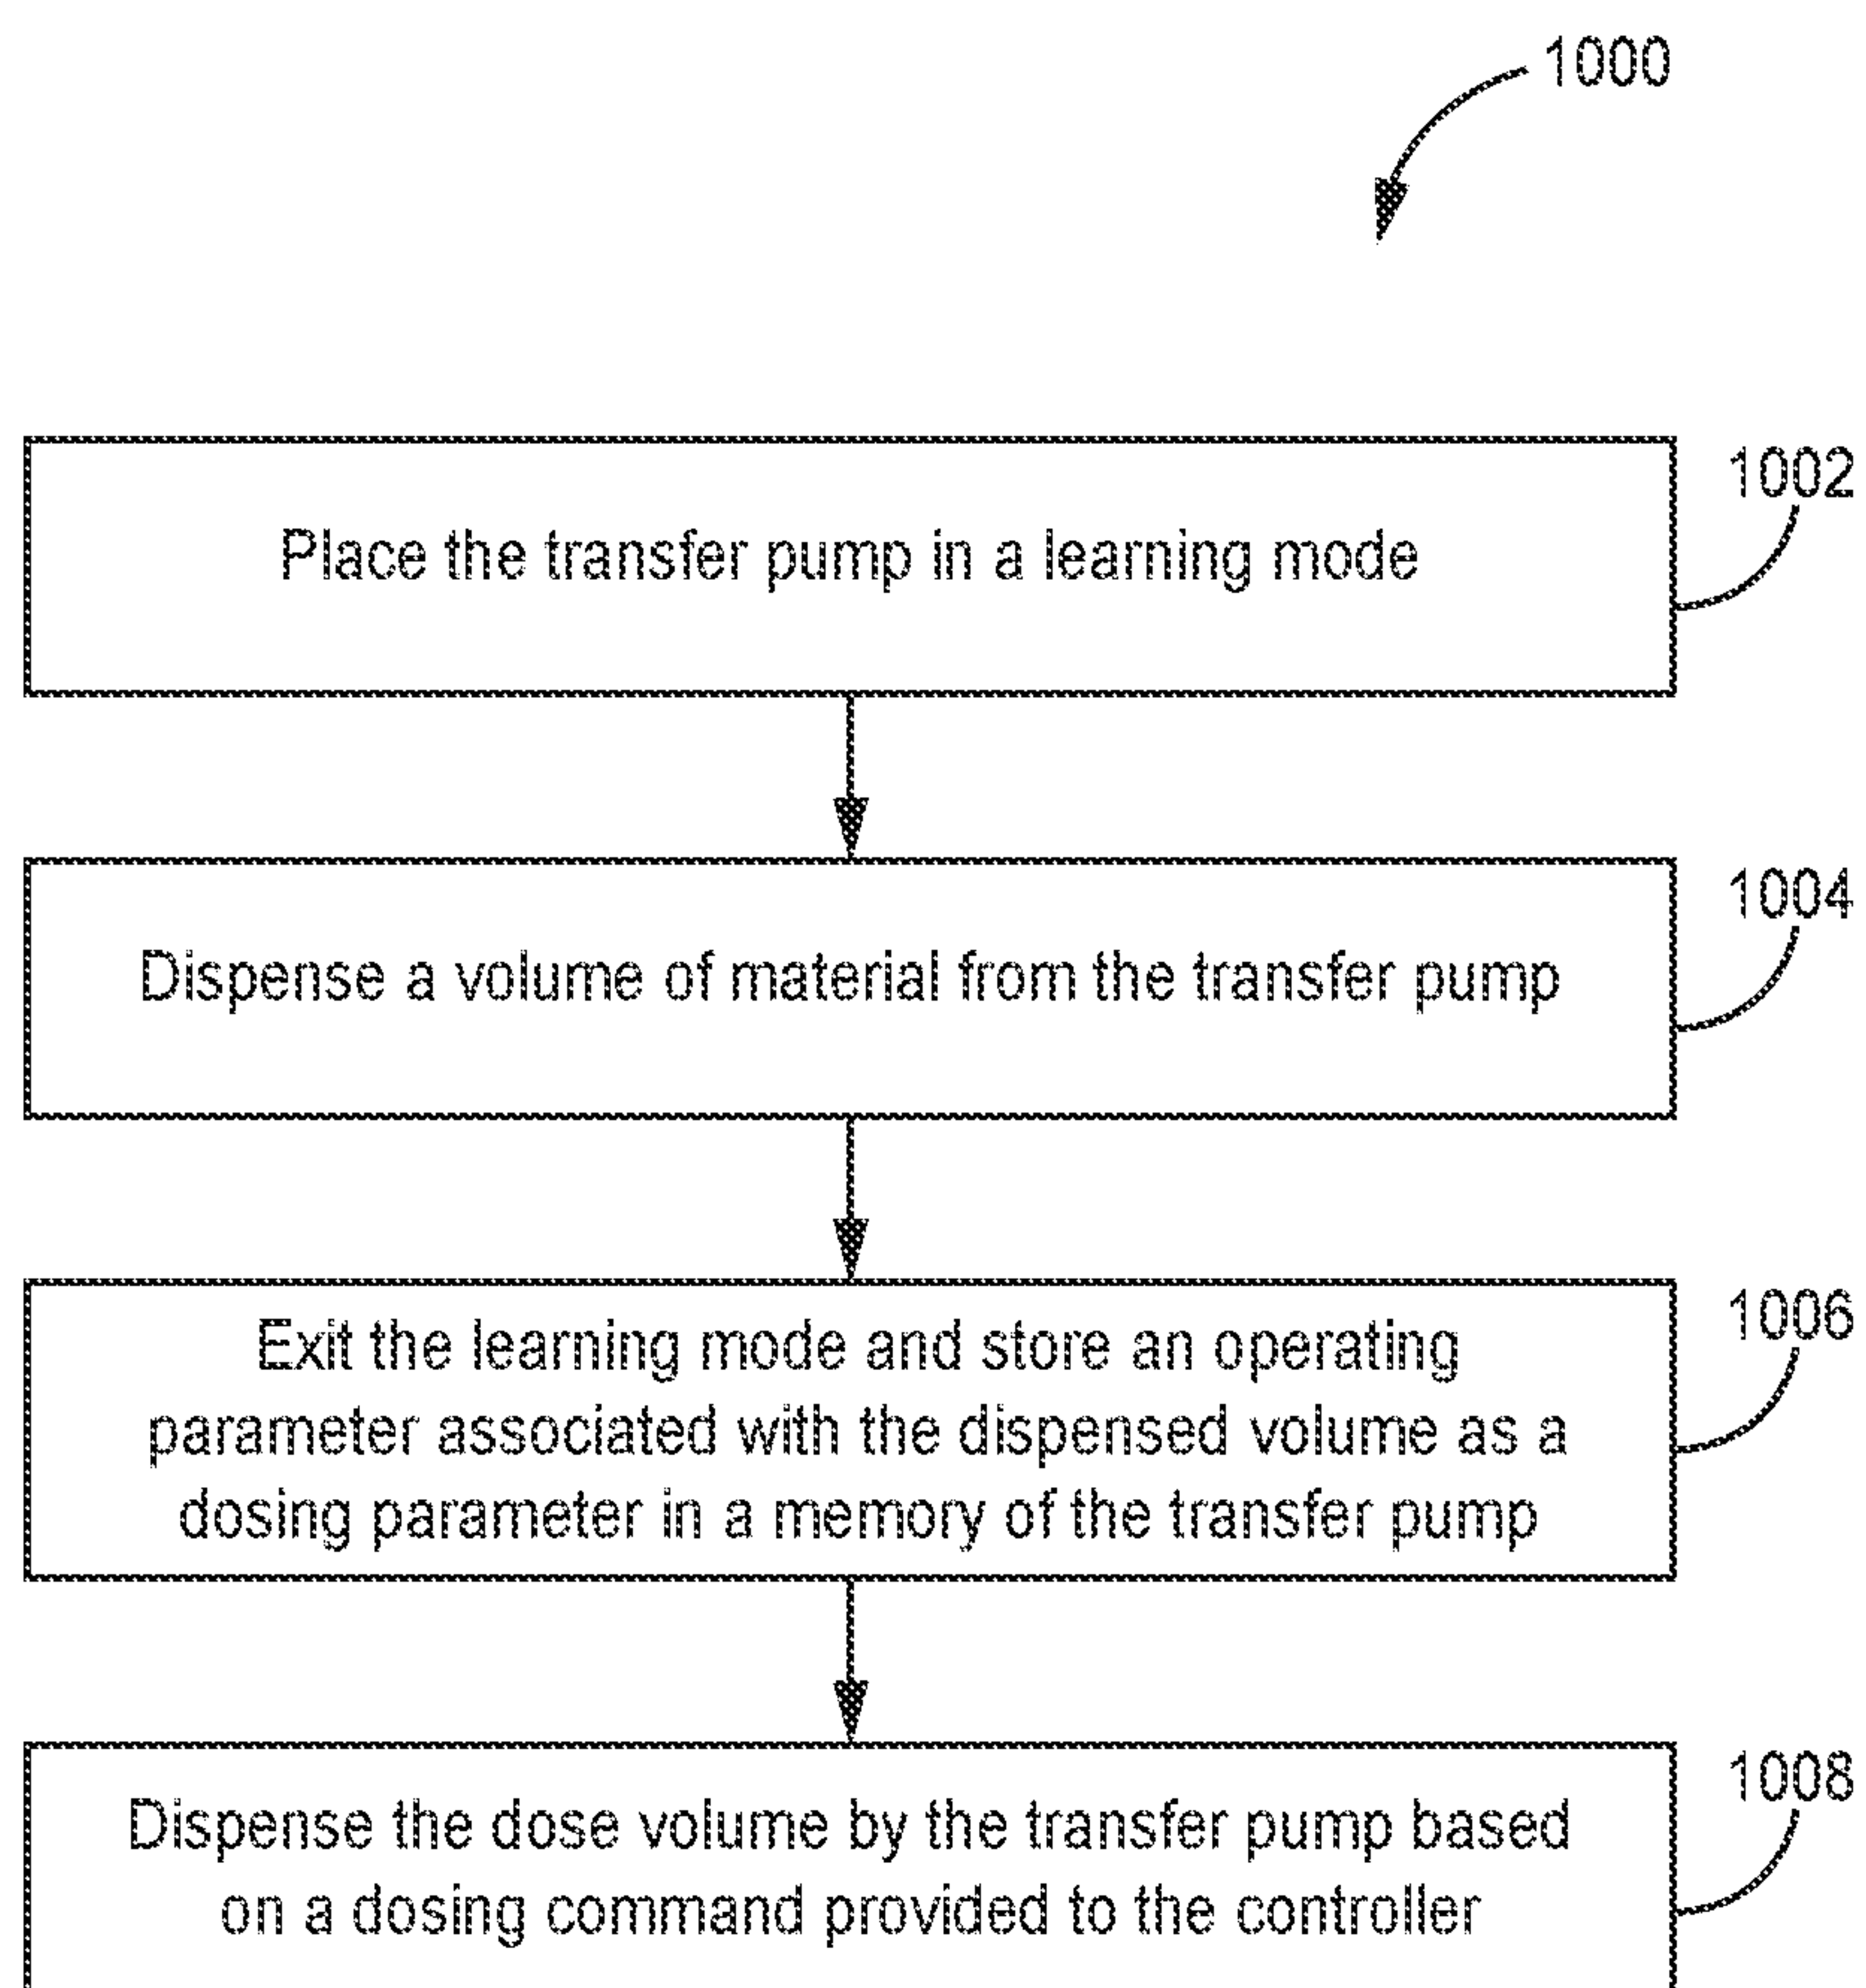 1000
1002
Place the transfer pump in a learning mode
1004
Dispense a volume of material from the transfer pump
1006
Exit the learning mode and store an operating
parameter associated with the dispensed volume as a
dosing parameter in a memory of the transfer pump
1008
Dispense the dose volume by the transfer pump based
on a dosing command provided to the controller